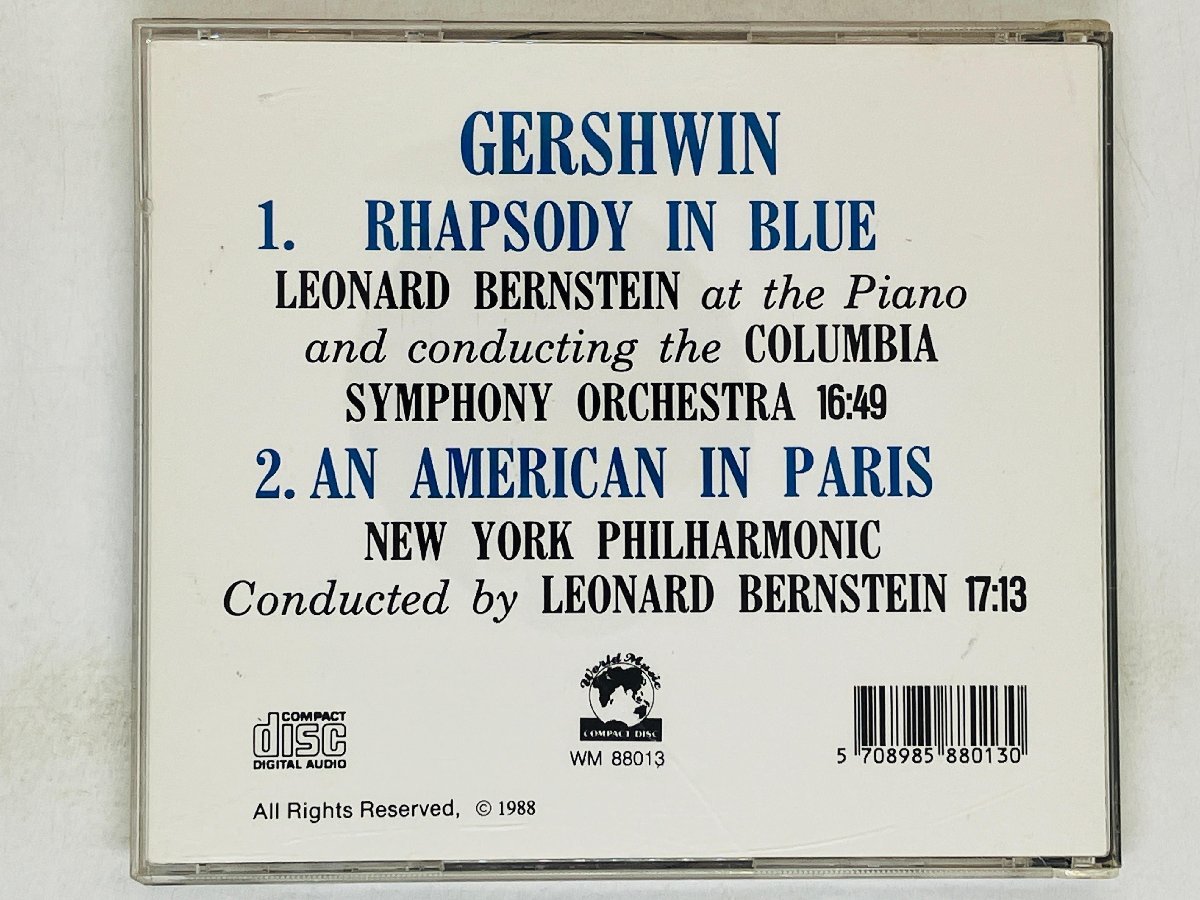 GERSHWIN
1. RHAPSODY IN BLUE
LEONARD BERNSTEIN at the Piano
and conducting the COLUMBIA
SYMPHONY ORCHESTRA 16:49
2. AN AMERICAN IN PARIS
NEW YORK PHILHARMONIC
Conducted by LEONARD BERNSTEIN 17:13
COMPACT
disc
DIGITAL AUDIO
World Music
COMPACT DISC
WM 88013
5 708985 880130
All Rights Reserved, © 1988